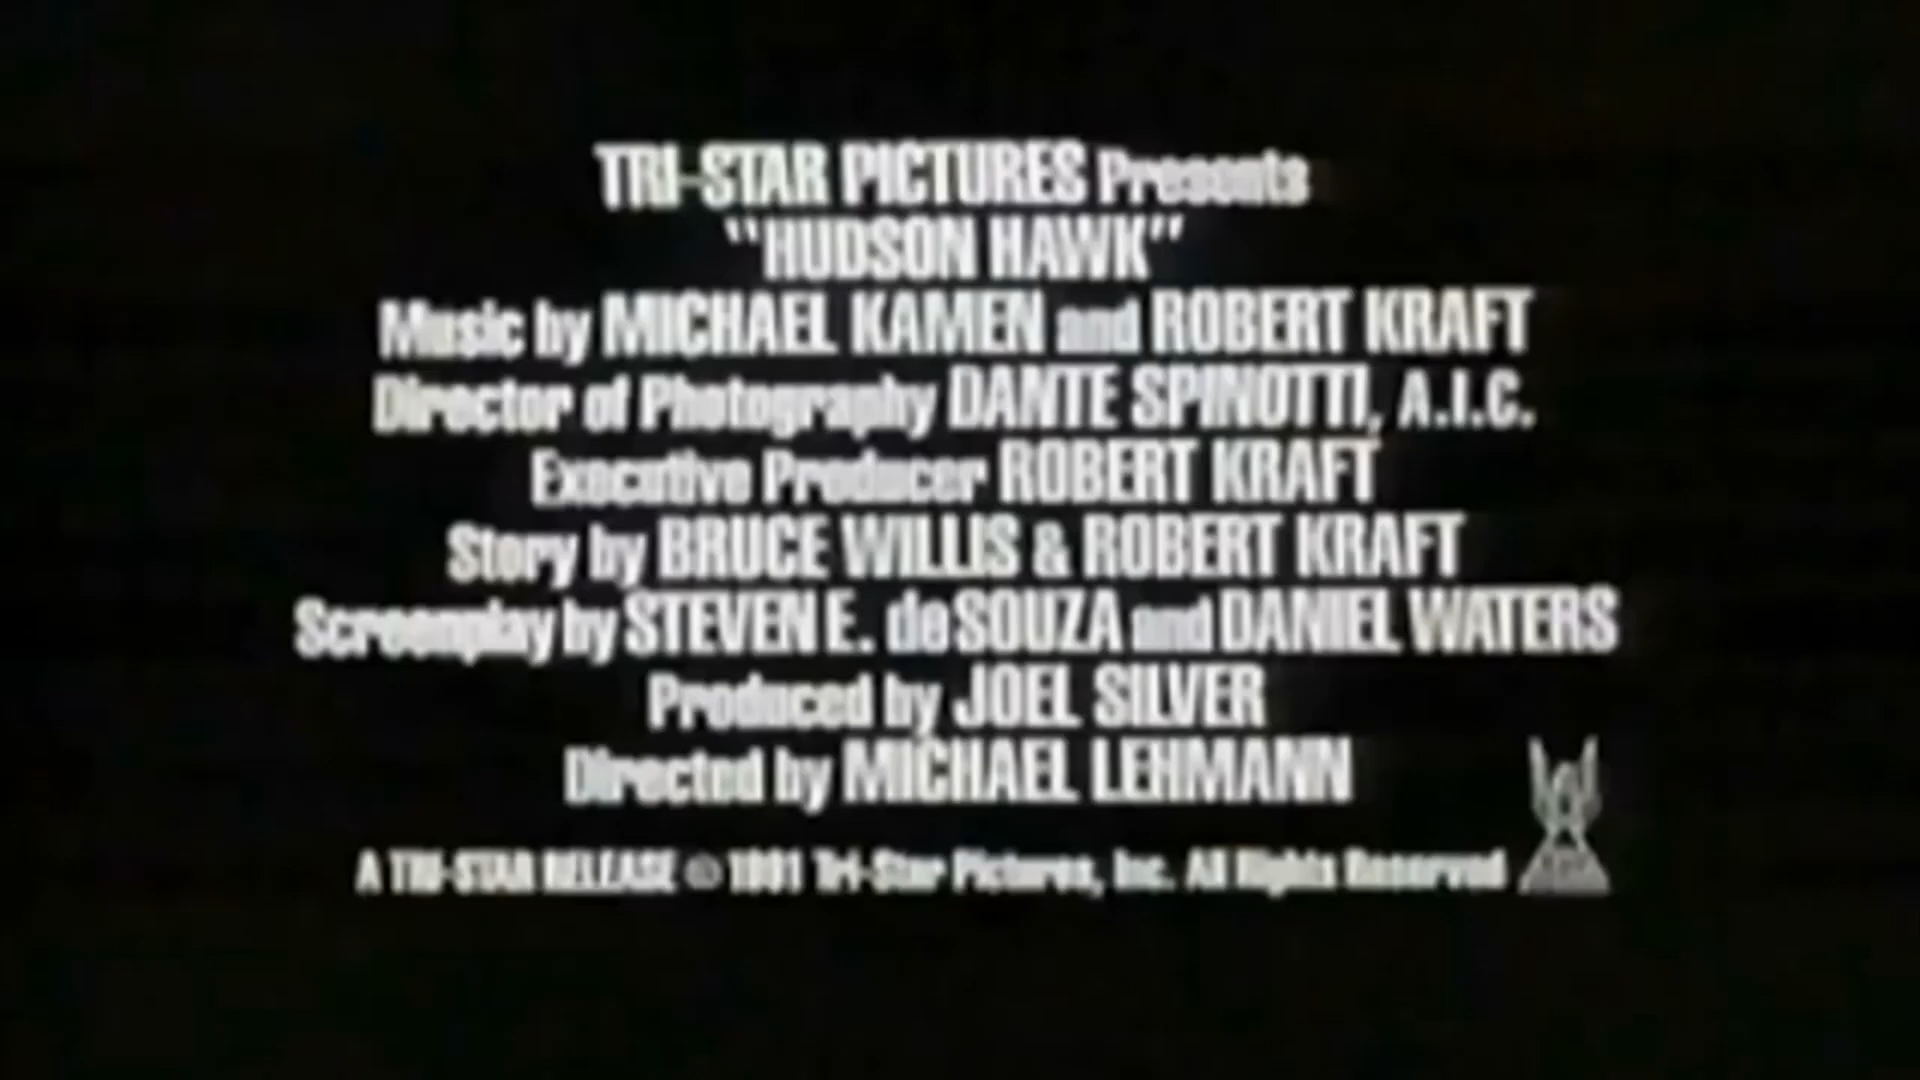 TRI-STAR PICTURES Presents
"HUDSON HAWK"
Music by MICHAEL KAMEN and ROBERT KRAFT
Director of Photography DANTE SPINOTTI, A.I.C.
Executive Producer ROBERT KRAFT
Story by BRUCE WILLIS & ROBERT KRAFT
Screenplay by STEVEN E. deSOUZA and DANIEL WATERS
Produced by JOEL SILVER
Directed by MICHAEL LEHMANN
A TRI-STAR RELEASE © 1991 Tri-Star Pictures, Inc. All Rights Reserved